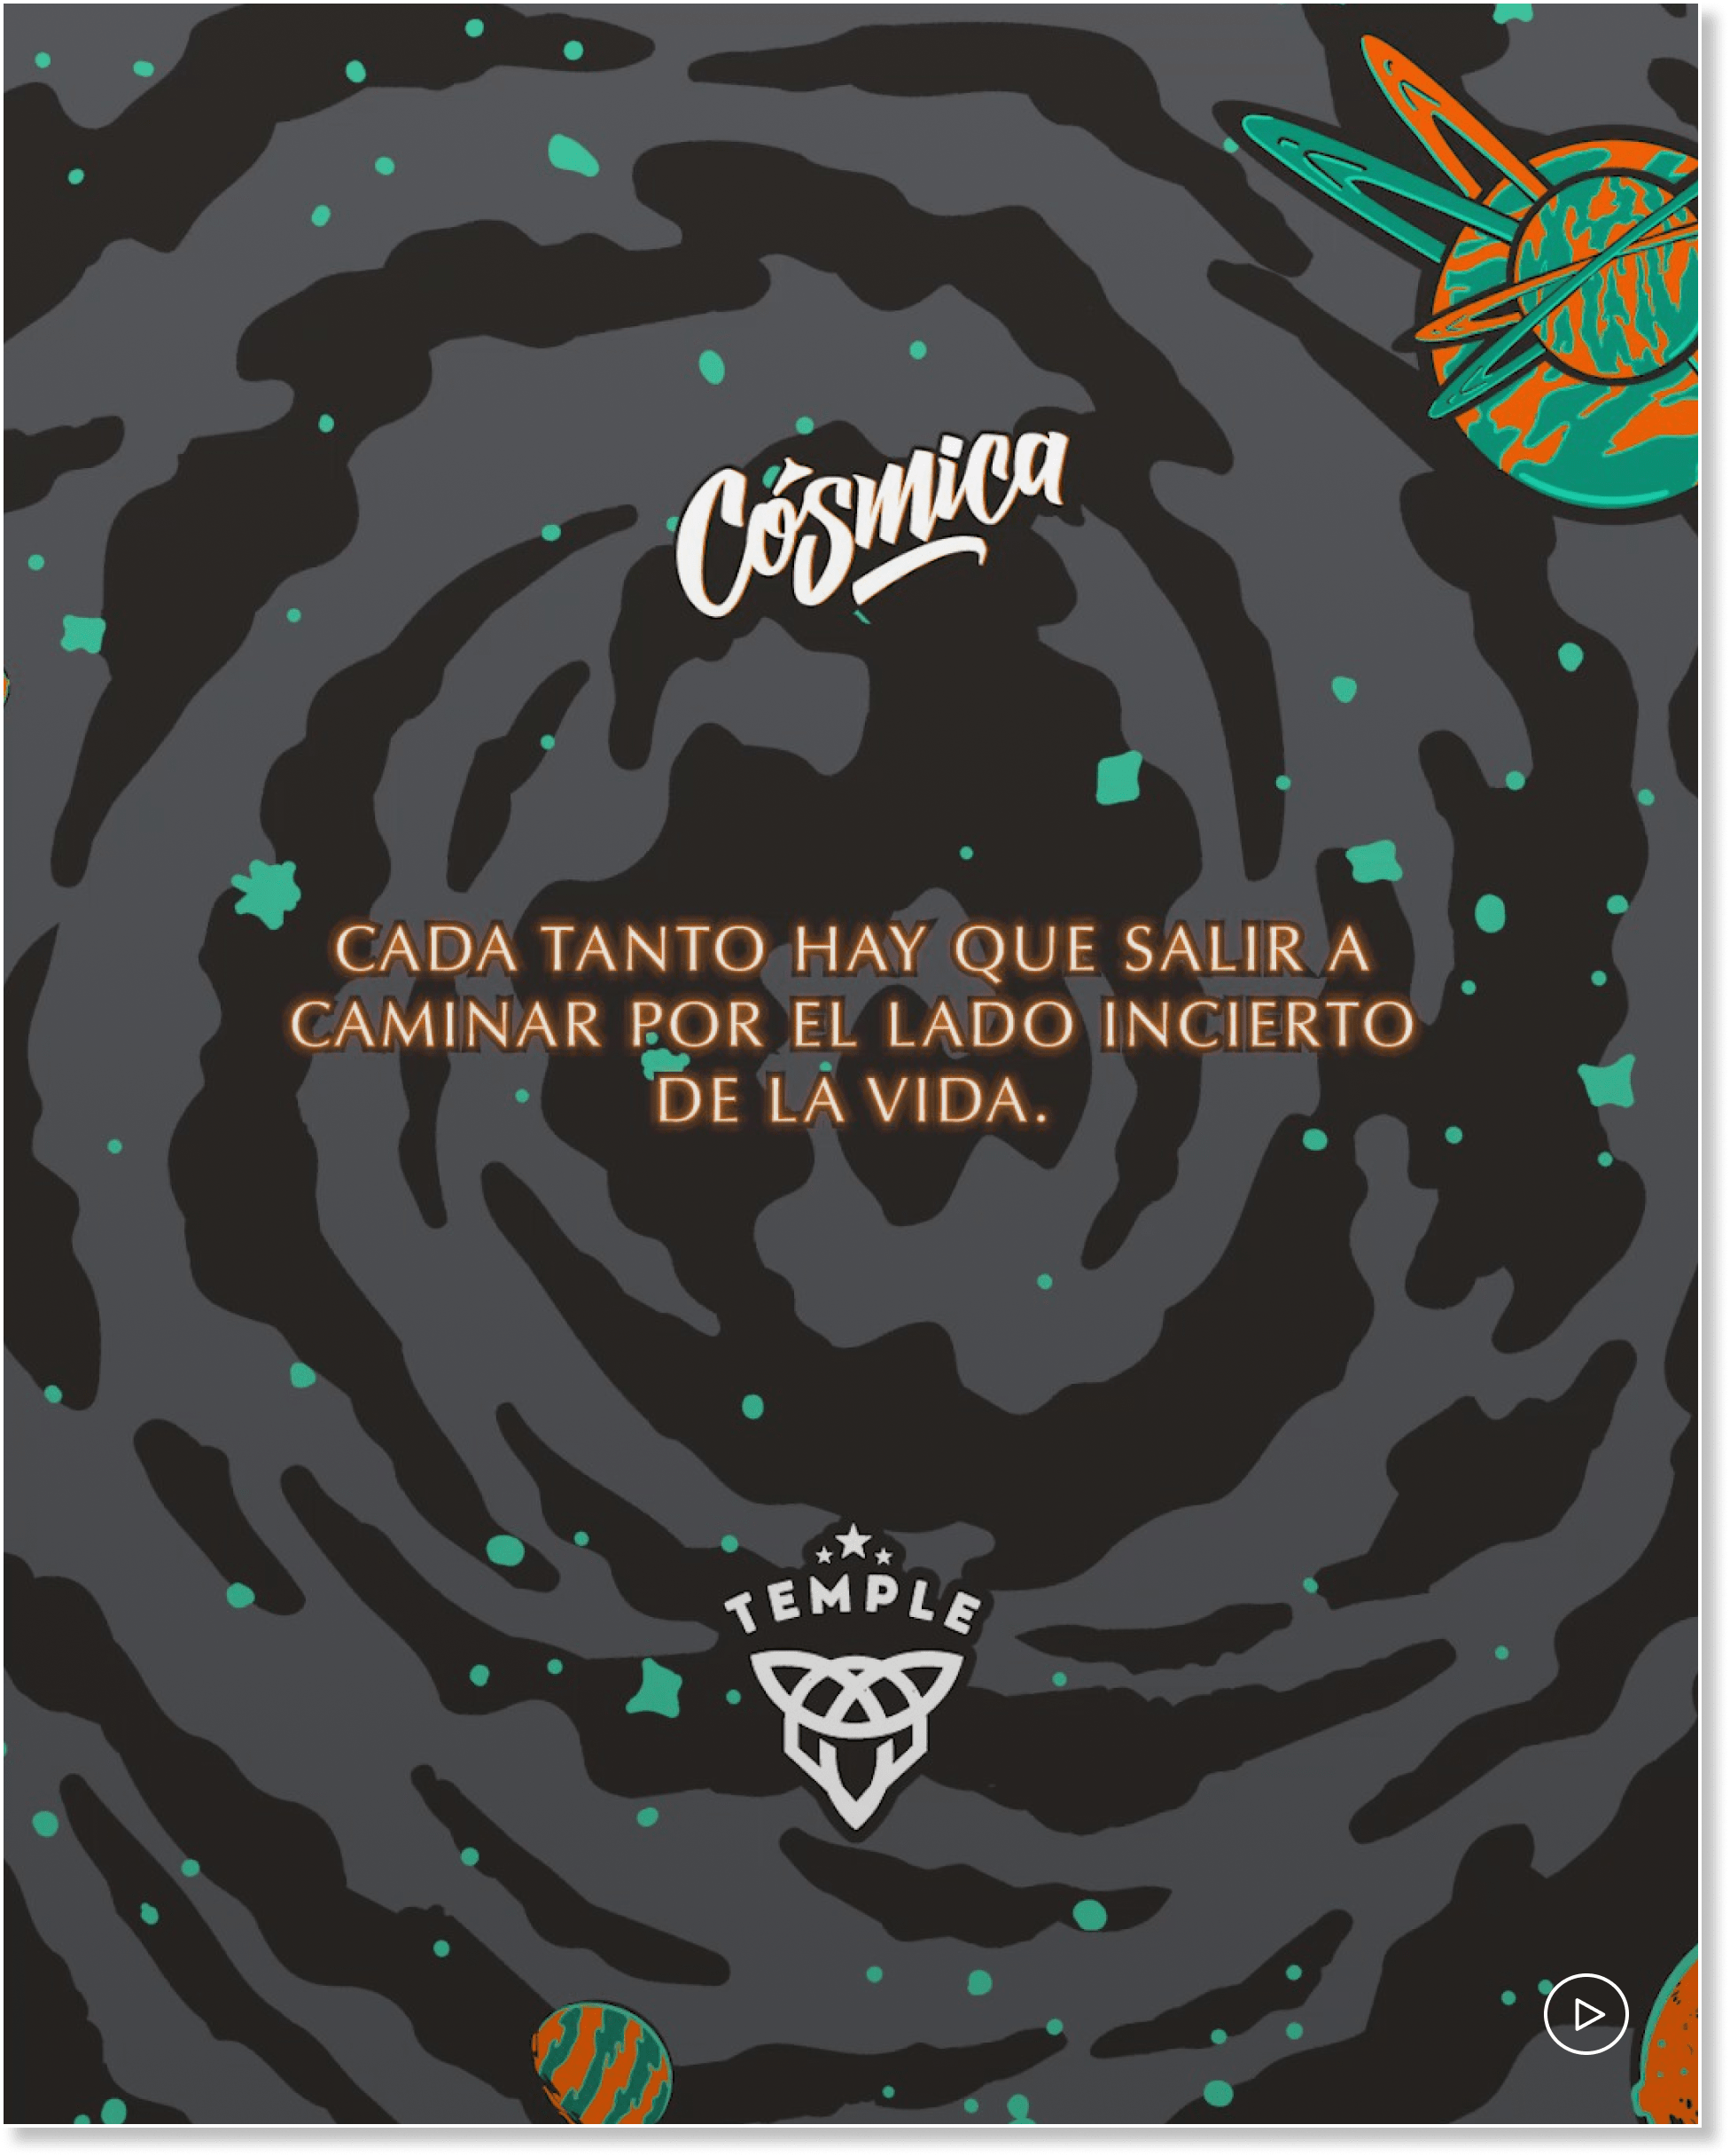 Cósmica
CADA TANTO HAY QUE SALIR A
CAMINAR POR EL LADO INCIERTO
DE LA VIDA.
TEMPLE